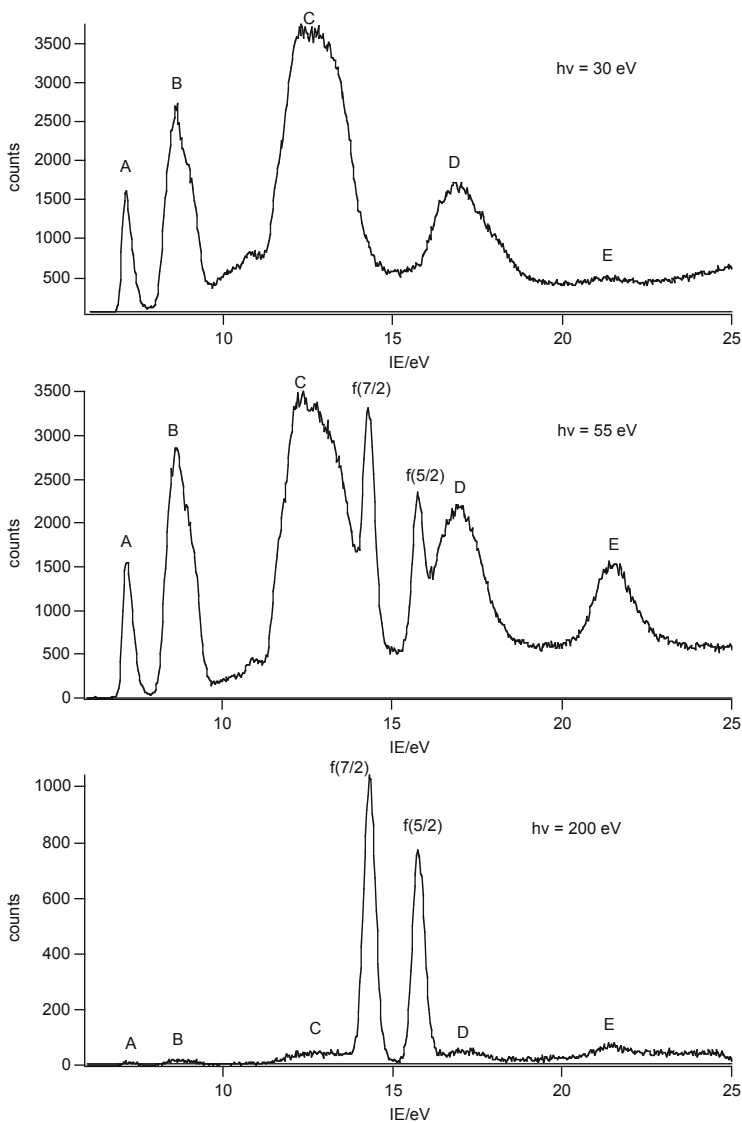 C
3500
hν = 30 eV
3000
B
2500
counts
2000
A
D
1500
1000
E
500
10
15
20
25
IE/eV
C
f(7/2)
3500
hν = 55 eV
B
3000
f(5/2)
D
2500
counts
2000
A
E
1500
1000
500
0
10
15
20
25
IE/eV
f(7/2)
1000
f(5/2)
hν = 200 eV
800
counts
600
400
200
A
B
C
D
E
0
10
15
20
25
IE/eV